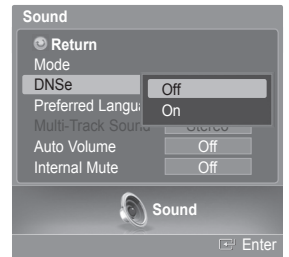 Sound
Return
Mode
DNSe
Off
On
Preferred
Multi-Track Sound Stereo
Auto Volume Off
Internal Mute Off
Sound
Enter